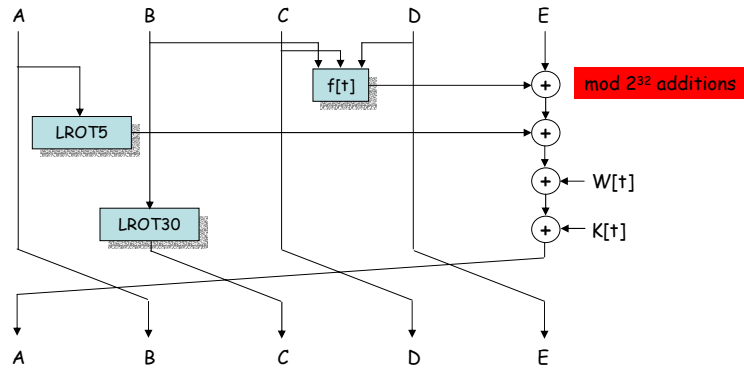 A B C D E
f[t]
+
mod 2³² additions
LROT5
+
+
W[t]
LROT30
+
K[t]
A B C D E